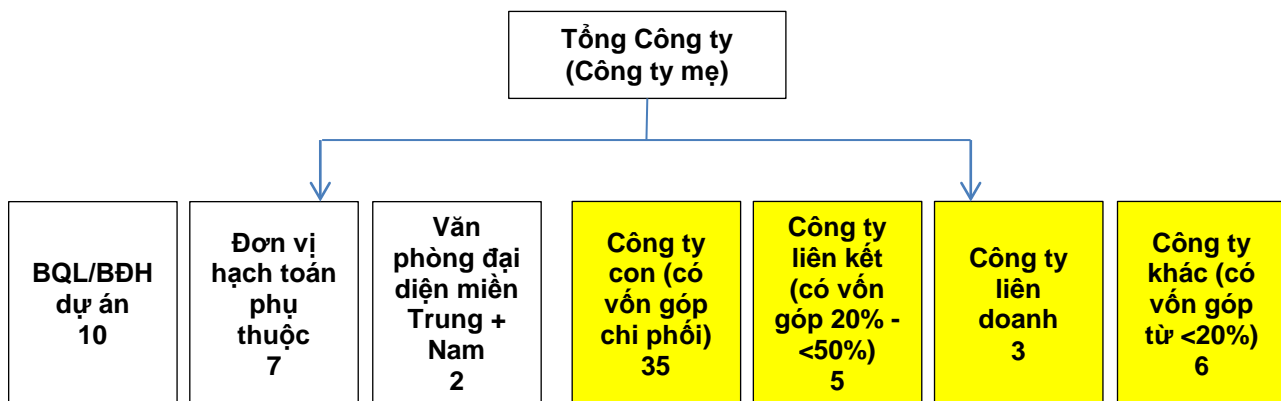 Tổng Công ty
(Công ty mẹ)
BQL/BĐH
dự án
10
Đơn vị
hạch toán
phụ
thuộc
7
Văn
phòng đại
diện miền
Trung +
Nam
2
Công ty
con (có
vốn góp
chi phối)
35
Công ty
liên kết
(có vốn
góp 20% -
<50%)
5
Công ty
liên
doanh
3
Công ty
khác (có
vốn góp
từ <20%)
6